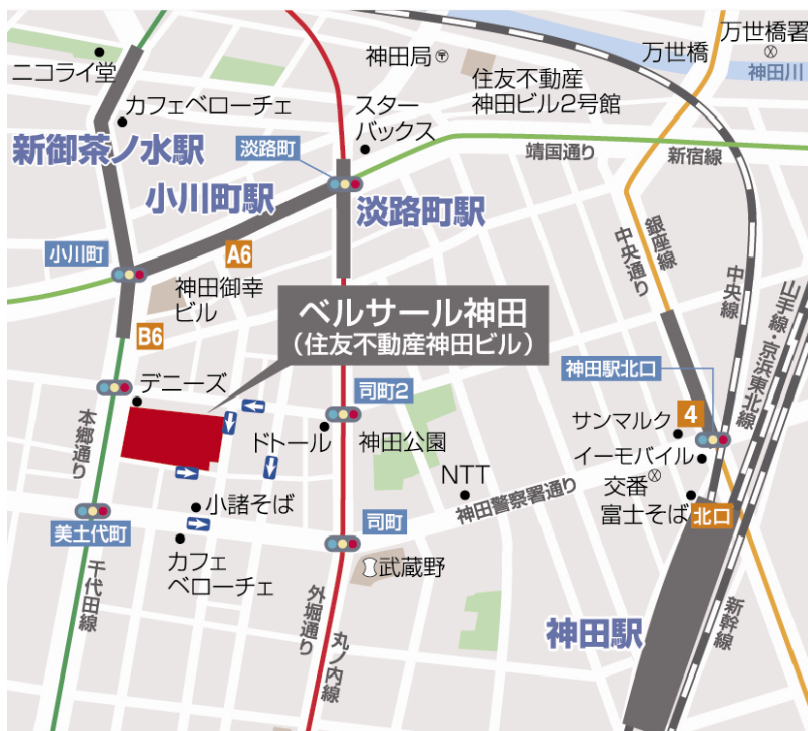 万世橋署
万世橋
神田川
神田局
住友不動産
神田ビル2号館
ニコライ堂
カフェベローチェ
スター
バックス
新御茶ノ水駅
淡路町
靖国通り
新宿線
小川町駅
淡路町駅
小川町
A6
銀座線
中央通り
中央線
山手線・京浜東北線
神田御幸
ビル
ベルサール神田
(住友不動産神田ビル)
B6
神田駅北口
デニーズ
司町2
4
サンマルク
本郷通り
ドトール
神田公園
イーモバイル
NTT
交番
神田警察署通り
小諸そば
富士そば
北口
美土代町
司町
カフェ
ベローチェ
武蔵野
千代田線
外堀通り
丸ノ内線
神田駅
新幹線